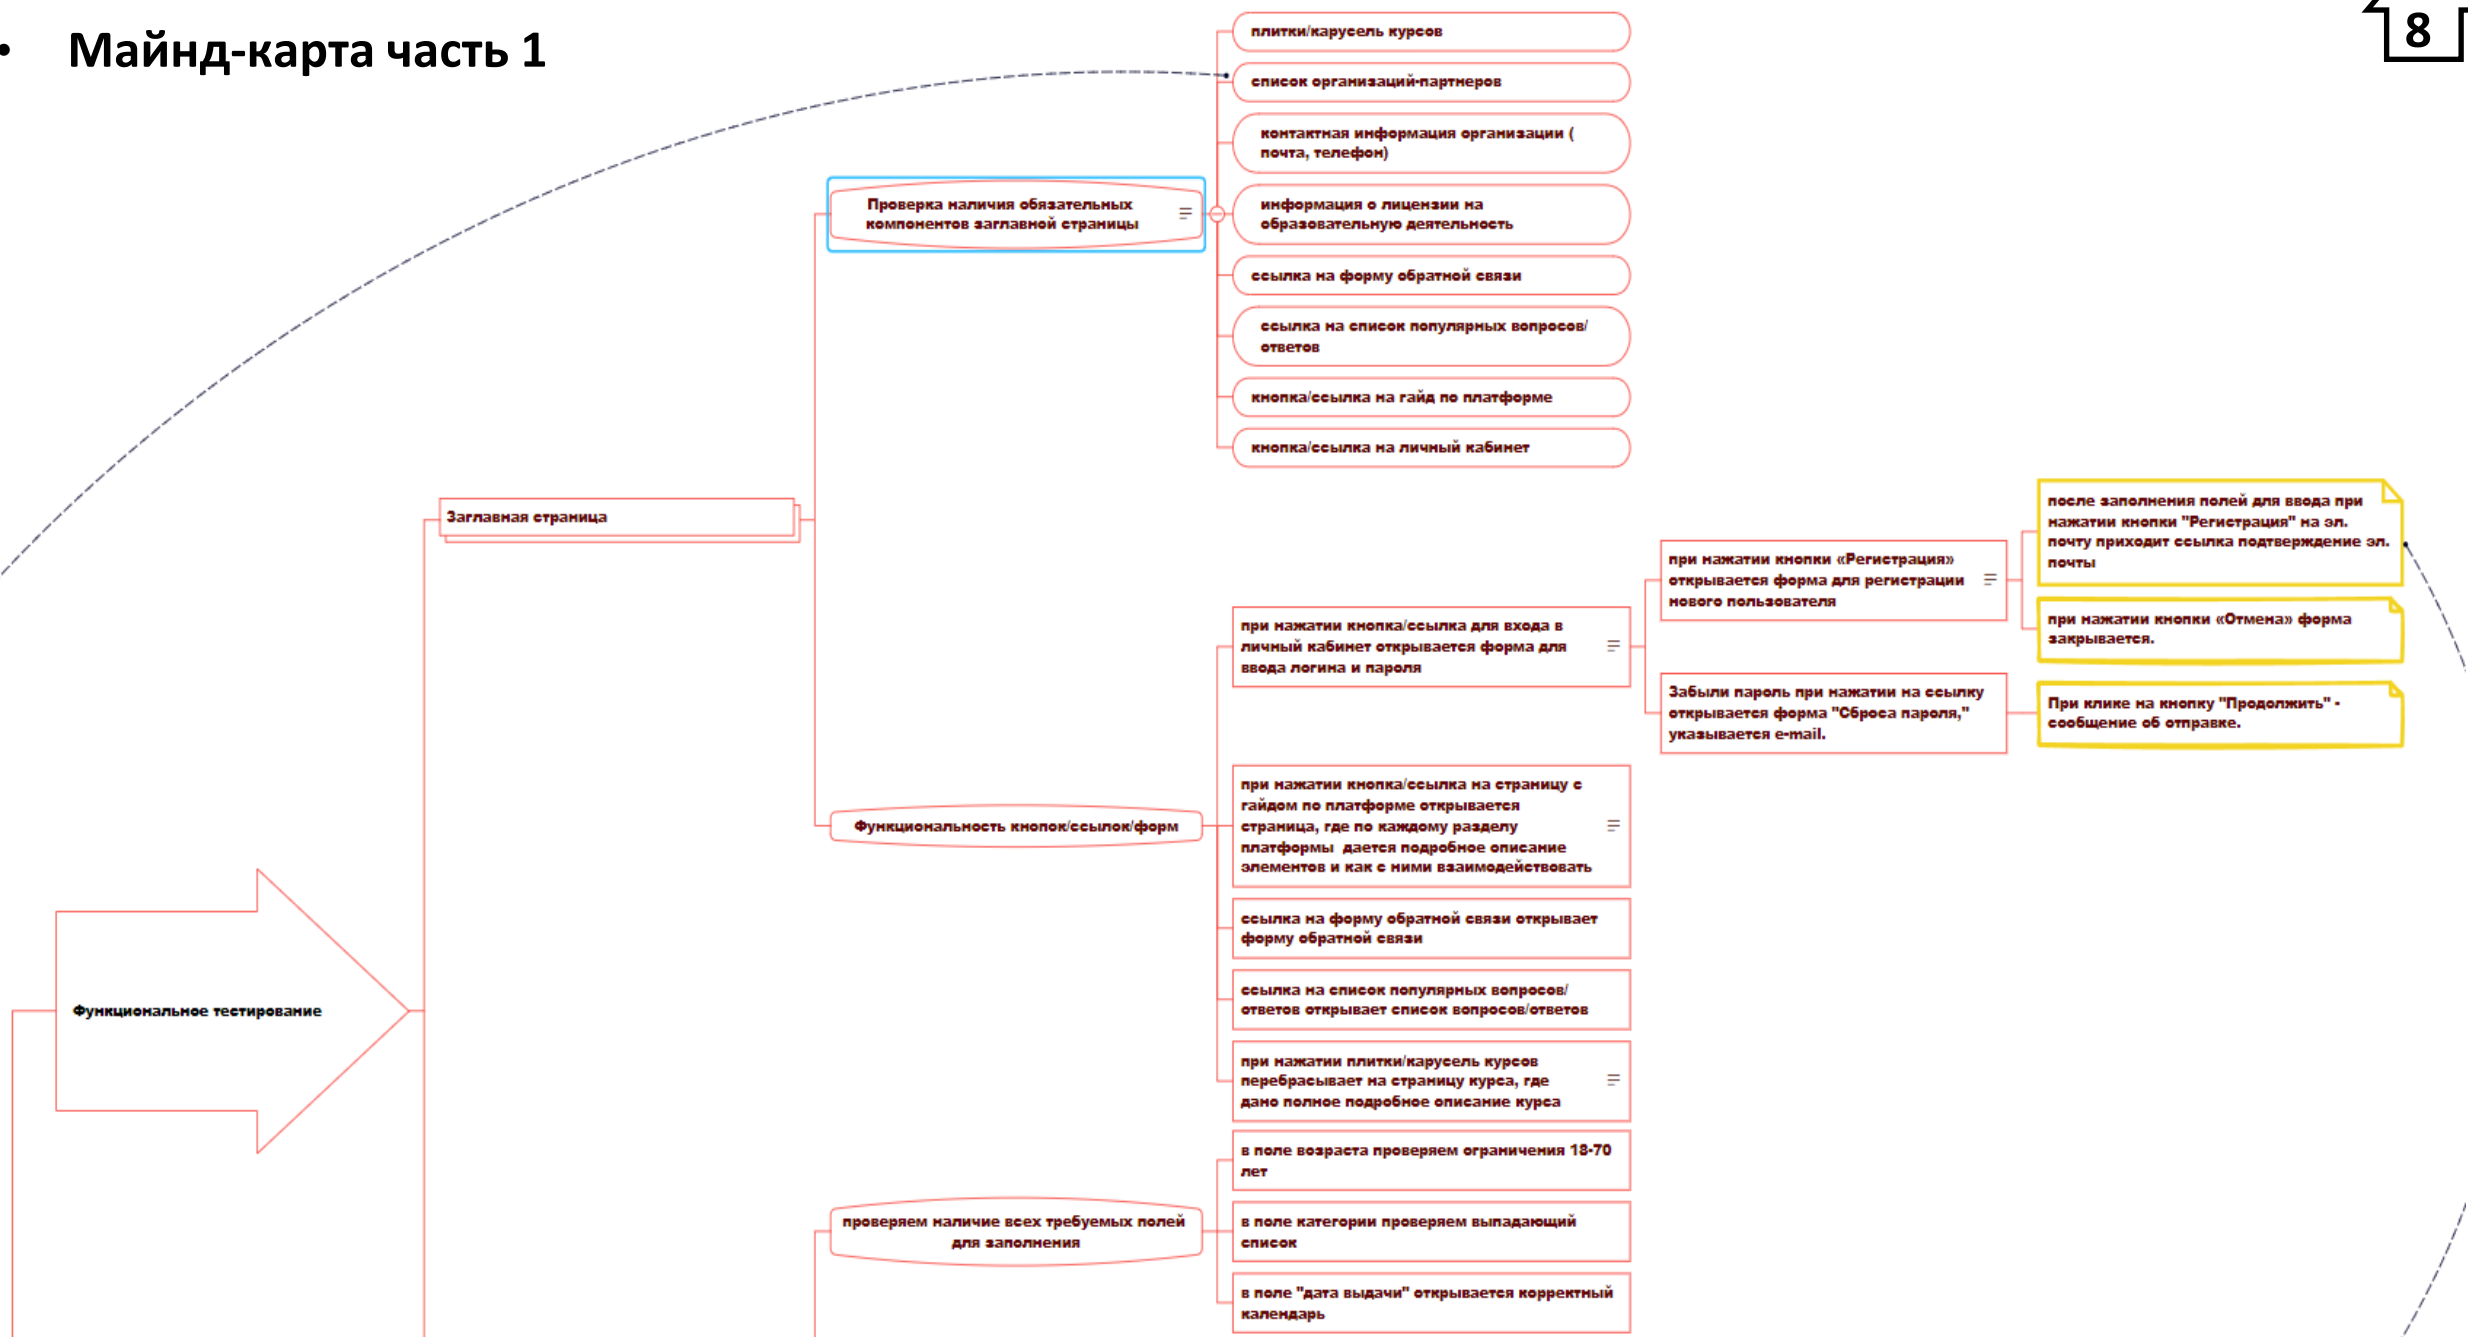 • Майнд-карта часть 1
8
плитки/карусель курсов
список организаций-партнеров
контактная информация организации (
почта, телефон)
Проверка наличия обязательных
компонентов заглавной страницы
информация о лицензии на
образовательную деятельность
ссылка на форму обратной связи
ссылка на список популярных вопросов/
ответов
кнопка/ссылка на гайд по платформе
кнопка/ссылка на личный кабинет
Заглавная страница
при нажатии кнопка/ссылка для входа в
личный кабинет открывается форма для
ввода логина и пароля
при нажатии кнопки «Регистрация»
открывается форма для регистрации
нового пользователя
после заполнения полей для ввода при
нажатии кнопки "Регистрация" на эл.
почту приходит ссылка подтверждение эл.
почты
при нажатии кнопки «Отмена» форма
закрывается.
Забыли пароль при нажатии на ссылку
открывается форма "Сброса пароля,"
указывается e-mail.
При клике на кнопку "Продолжить" -
сообщение об отправке.
Функциональность кнопок/ссылок/форм
при нажатии кнопка/ссылка на страницу с
гайдом по платформе открывается
страница, где по каждому разделу
платформы дается подробное описание
элементов и как с ними взаимодействовать
ссылка на форму обратной связи открывает
форму обратной связи
ссылка на список популярных вопросов/
ответов открывает список вопросов/ответов
при нажатии плитки/карусель курсов
перебрасывает на страницу курса, где
дано полное подробное описание курса
Функциональное тестирование
проверяем наличие всех требуемых полей
для заполнения
в поле возраста проверяем ограничения 18-70
лет
в поле категории проверяем выпадающий
список
в поле "дата выдачи" открывается корректный
календарь